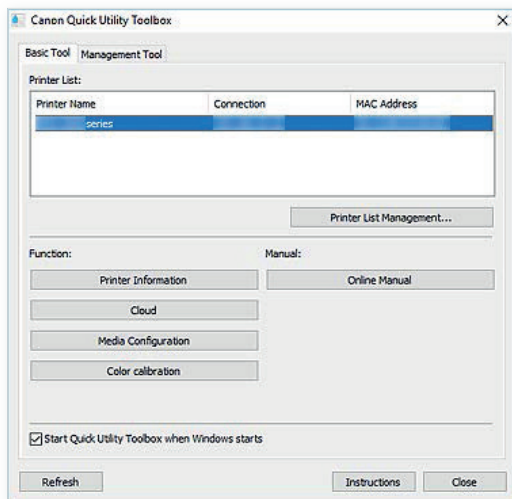 Canon Quick Utility Toolbox
Basic Tool Management Tool
Printer List:
Printer Name Connection MAC Address
series
Printer List Management...
Function: Manual:
Printer Information Online Manual
Cloud
Media Configuration
Color calibration
Start Quick Utility Toolbox when Windows starts
Refresh Instructions Close